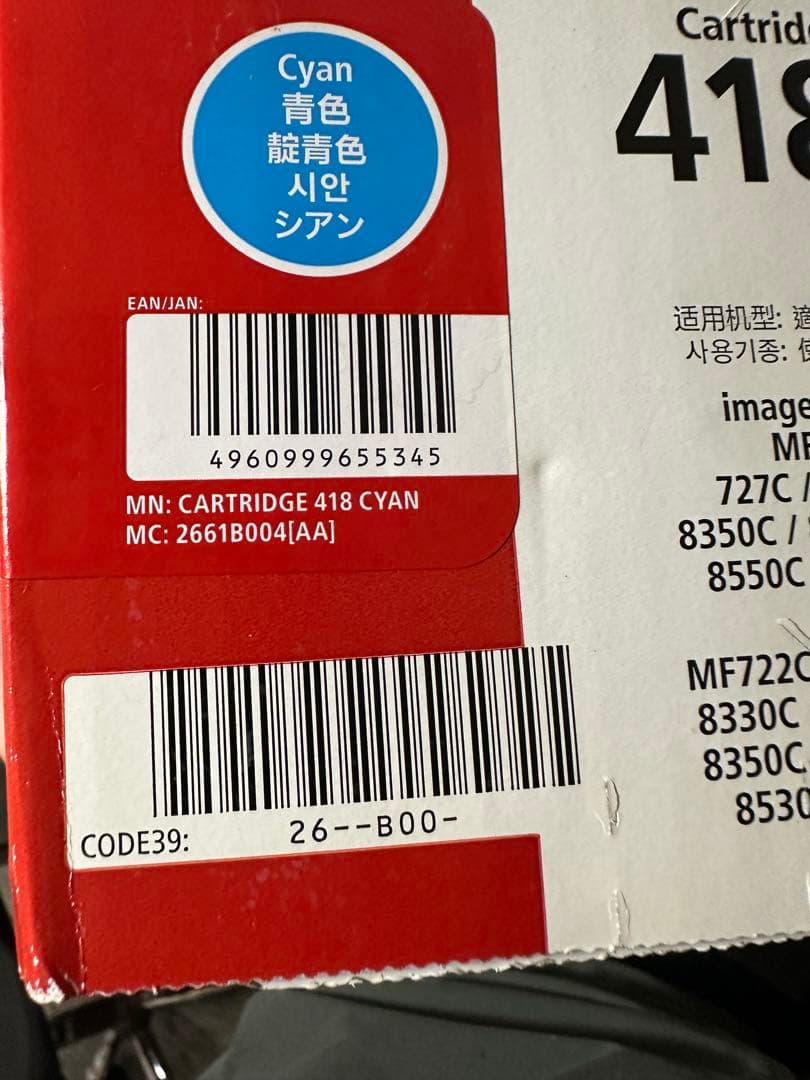 Cyan
青色
靛青色
시안
シアン
EAN/JAN:
4960999655345
MN: CARTRIDGE 418 CYAN
MC: 2661B004[AA]
CODE39:
26--B00-
418
适用机型:
사용기종:
727C /
8350C /
8550C
MF722C
8330C
8350C
8530